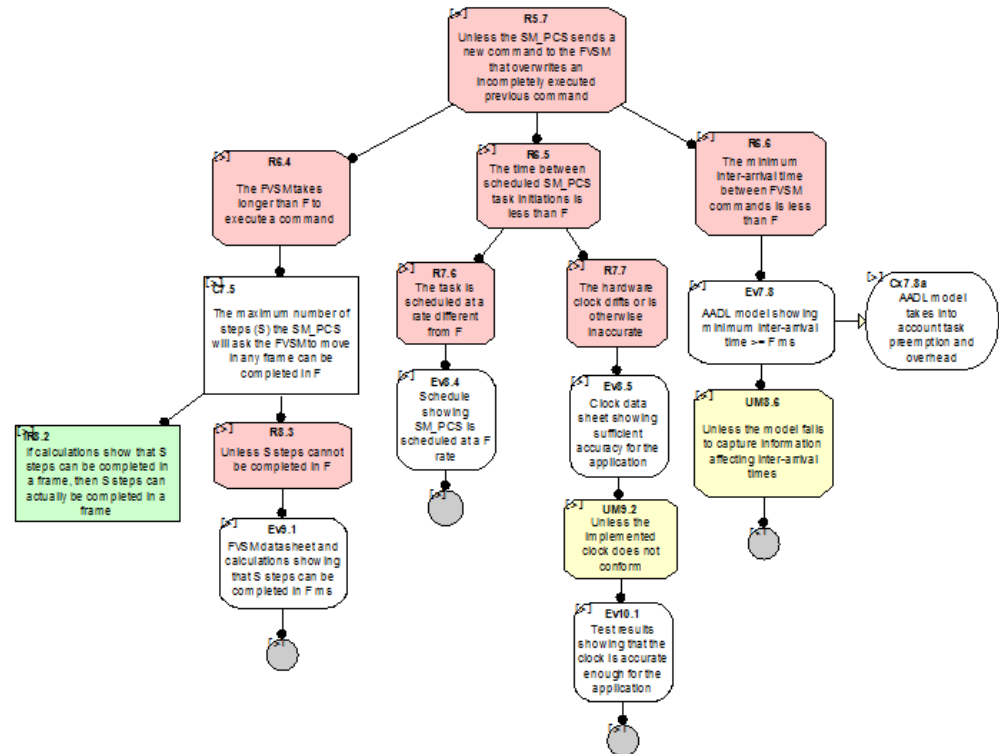 [>]
R5.7
Unless the SM_PCS sends a
new command to the FVSM
that overwrites an
incompletely executed
previous command
[>]
R6.4
The FVSM takes
longer than F to
execute a command
[>]
R6.5
The time between
scheduled SM_PCS
task initiations is
less than F
[>]
R6.6
The minimum
inter-arrival time
between FVSM
commands is less
than F
[>]
C7.5
The maximum number of
steps (S) the SM_PCS
will ask the FVSM to move
in any frame can be
completed in F
[>]
R7.6
The task is
scheduled at a
rate different
from F
[>]
R7.7
The hardware
clock drifts or is
otherwise
inaccurate
[>]
Ev7.8
AADL model showing
minimum inter-arrival
time >= F ms
[>]
Cx7.8a
AADL model
takes into
account task
preemption and
overhead
[>]
IR8.2
If calculations show that S
steps can be completed in
a frame, then S steps can
actually be completed in a
frame
[>]
R8.3
Unless S steps cannot
be completed in F
[>]
Ev8.4
Schedule
showing
SM_PCS is
scheduled at a F
rate
[>]
Ev8.5
Clock data
sheet showing
sufficient
accuracy for the
application
[>]
UM8.6
Unless the model fails
to capture information
affecting inter-arrival
times
[>]
Ev9.1
FVSM datasheet and
calculations showing
that S steps can be
completed in F ms
[>]
UM9.2
Unless the
implemented
clock does not
conform
[>]
Ev10.1
Test results
showing that the
clock is accurate
enough for the
application
[>]
[>]
[>]
[>]